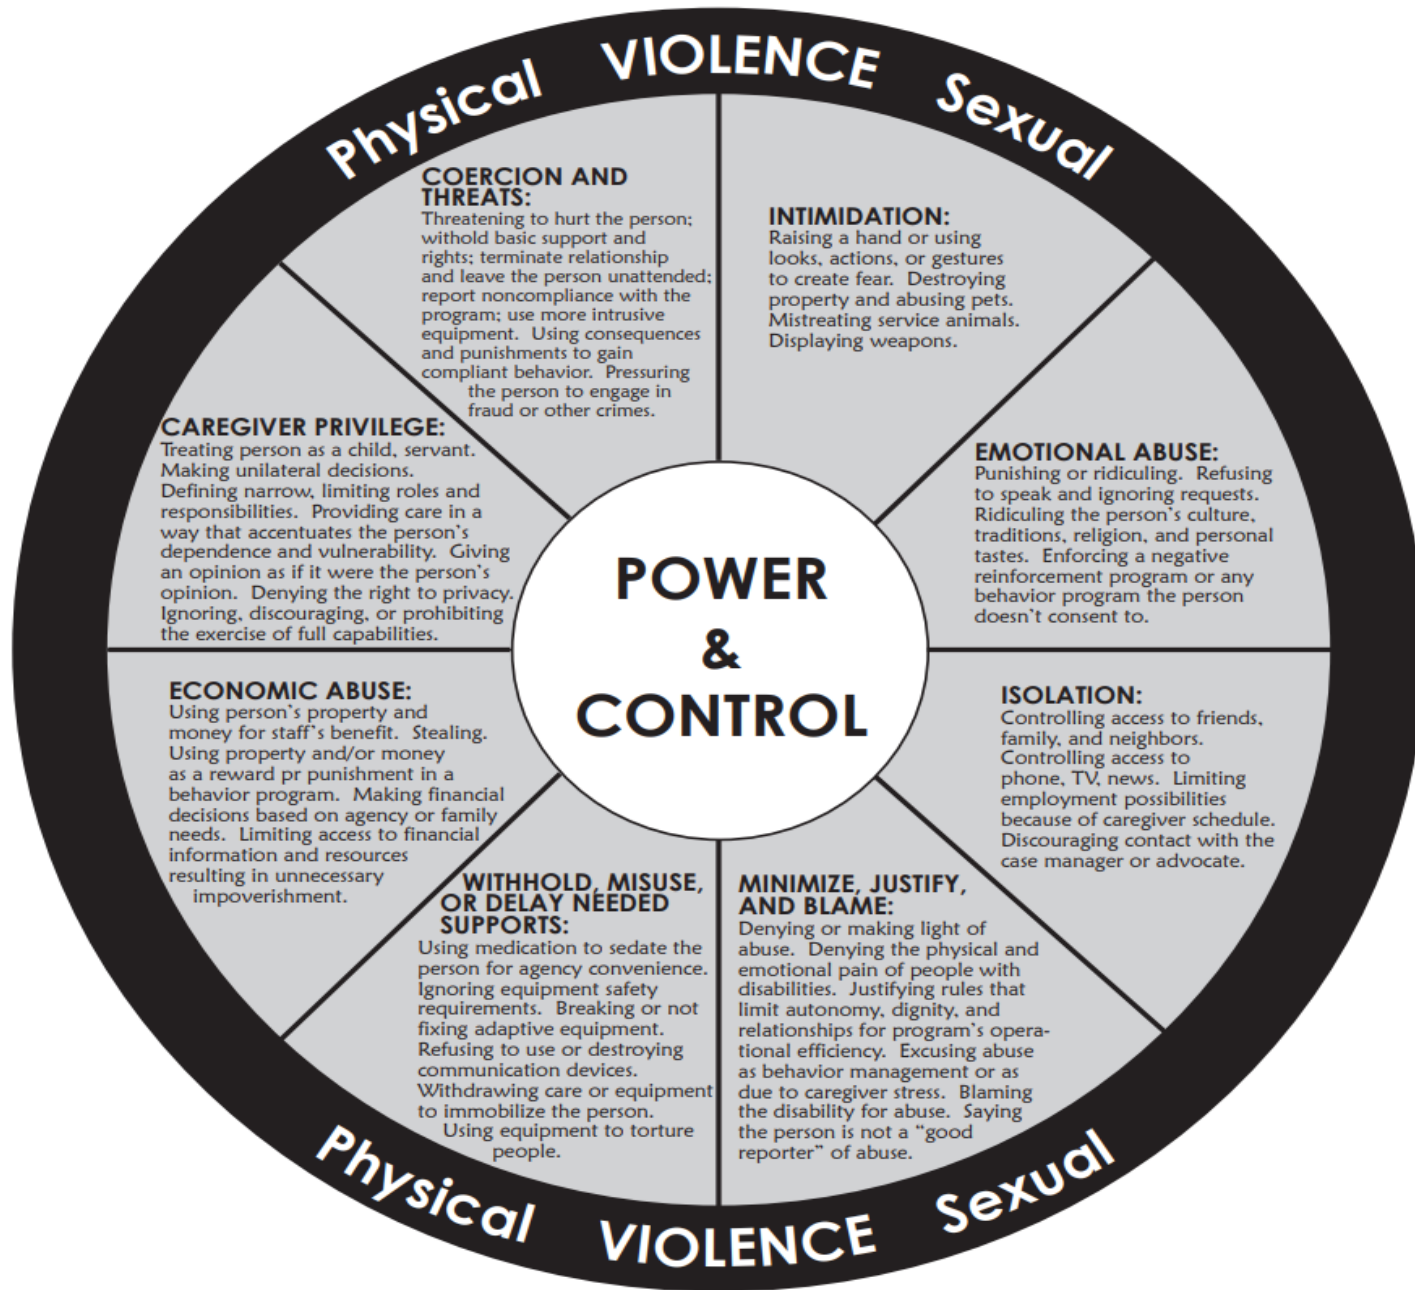 Physical VIOLENCE Sexual
COERCION AND
THREATS:
Threatening to hurt the person;
withold basic support and
rights; terminate relationship
and leave the person unattended;
report noncompliance with the
program; use more intrusive
equipment. Using consequences
and punishments to gain
compliant behavior. Pressuring
the person to engage in
fraud or other crimes.
INTIMIDATION:
Raising a hand or using
looks, actions, or gestures
to create fear. Destroying
property and abusing pets.
Mistreating service animals.
Displaying weapons.
CAREGIVER PRIVILEGE:
Treating person as a child, servant.
Making unilateral decisions.
Defining narrow, limiting roles and
responsibilities. Providing care in a
way that accentuates the person's
dependence and vulnerability. Giving
an opinion as if it were the person's
opinion. Denying the right to privacy.
Ignoring, discouraging, or prohibiting
the exercise of full capabilities.
EMOTIONAL ABUSE:
Punishing or ridiculing. Refusing
to speak and ignoring requests.
Ridiculing the person's culture,
traditions, religion, and personal
tastes. Enforcing a negative
reinforcement program or any
behavior program the person
doesn't consent to.
POWER
&
CONTROL
ECONOMIC ABUSE:
Using person's property and
money for staff's benefit. Stealing.
Using property and/or money
as a reward pr punishment in a
behavior program. Making financial
decisions based on agency or family
needs. Limiting access to financial
information and resources
resulting in unnecessary
impoverishment.
ISOLATION:
Controlling access to friends,
family, and neighbors.
Controlling access to
phone, TV, news. Limiting
employment possibilities
because of caregiver schedule.
Discouraging contact with the
case manager or advocate.
WITHHOLD, MISUSE,
OR DELAY NEEDED
SUPPORTS:
Using medication to sedate the
person for agency convenience.
Ignoring equipment safety
requirements. Breaking or not
fixing adaptive equipment.
Refusing to use or destroying
communication devices.
Withdrawing care or equipment
to immobilize the person.
Using equipment to torture
people.
MINIMIZE, JUSTIFY,
AND BLAME:
Denying or making light of
abuse. Denying the physical and
emotional pain of people with
disabilities. Justifying rules that
limit autonomy, dignity, and
relationships for program's opera-
tional efficiency. Excusing abuse
as behavior management or as
due to caregiver stress. Blaming
the disability for abuse. Saying
the person is not a “good
reporter” of abuse.
Physical VIOLENCE Sexual